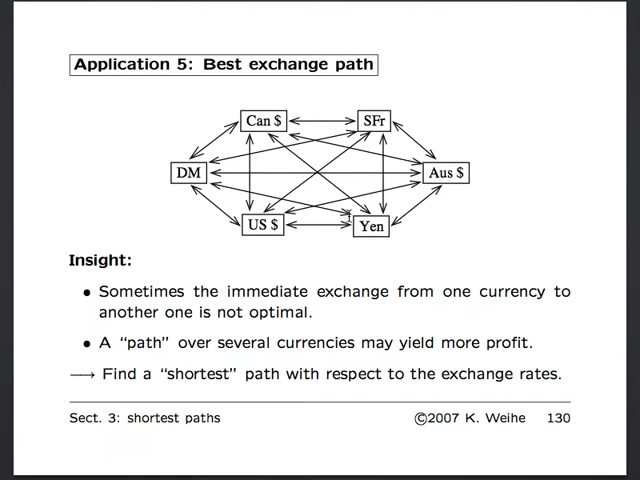 Application 5: Best exchange path
Can $
SFr
DM
Aus $
US $
Yen
Insight:
• Sometimes the immediate exchange from one currency to
another one is not optimal.
• A “path” over several currencies may yield more profit.
⟶ Find a “shortest” path with respect to the exchange rates.
Sect. 3: shortest paths ©2007 K. Weihe 130